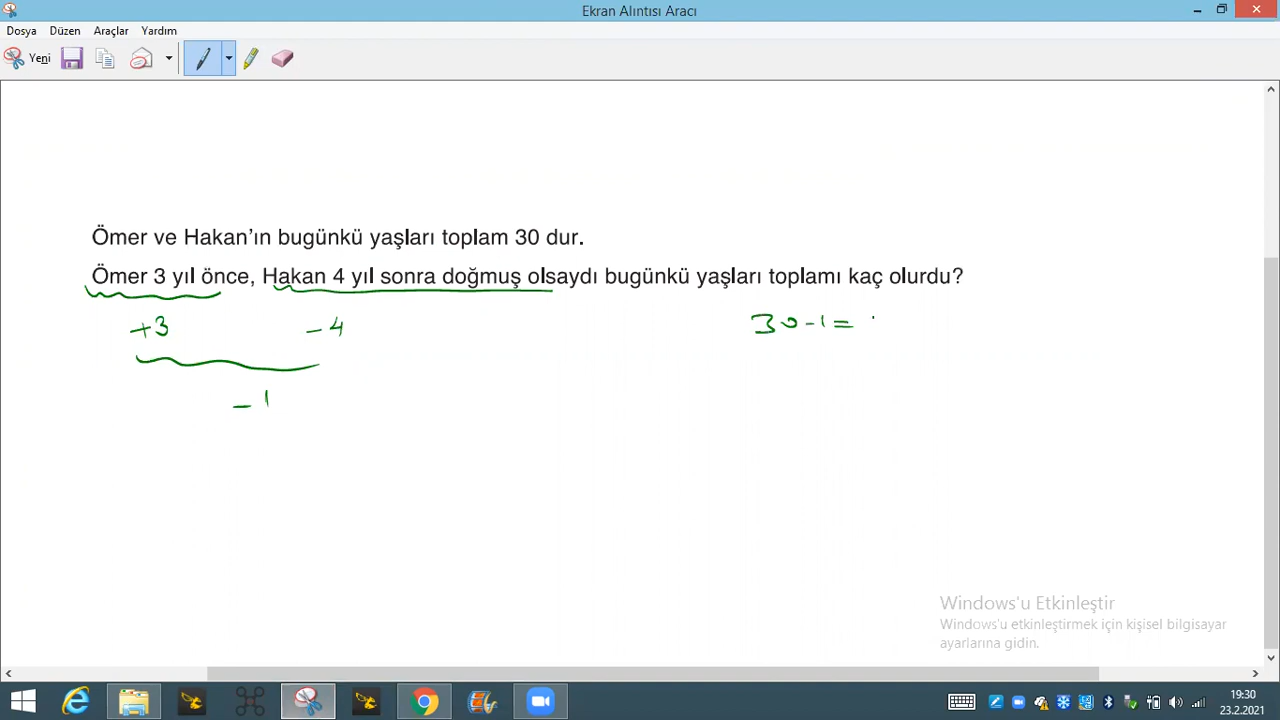 Ekran Alıntısı Aracı
Dosya Düzen Araçlar Yardım
Yeni
Ömer ve Hakan'ın bugünkü yaşları toplam 30 dur.
Ömer 3 yıl önce, Hakan 4 yıl sonra doğmuş olsaydı bugünkü yaşları toplamı kaç olurdu?
+3 -4 30-1=
-1
Windows'u Etkinleştir
Windows'u etkinleştirmek için kişisel bilgisayar
ayarlarına gidin.
19:30
23.2.2021